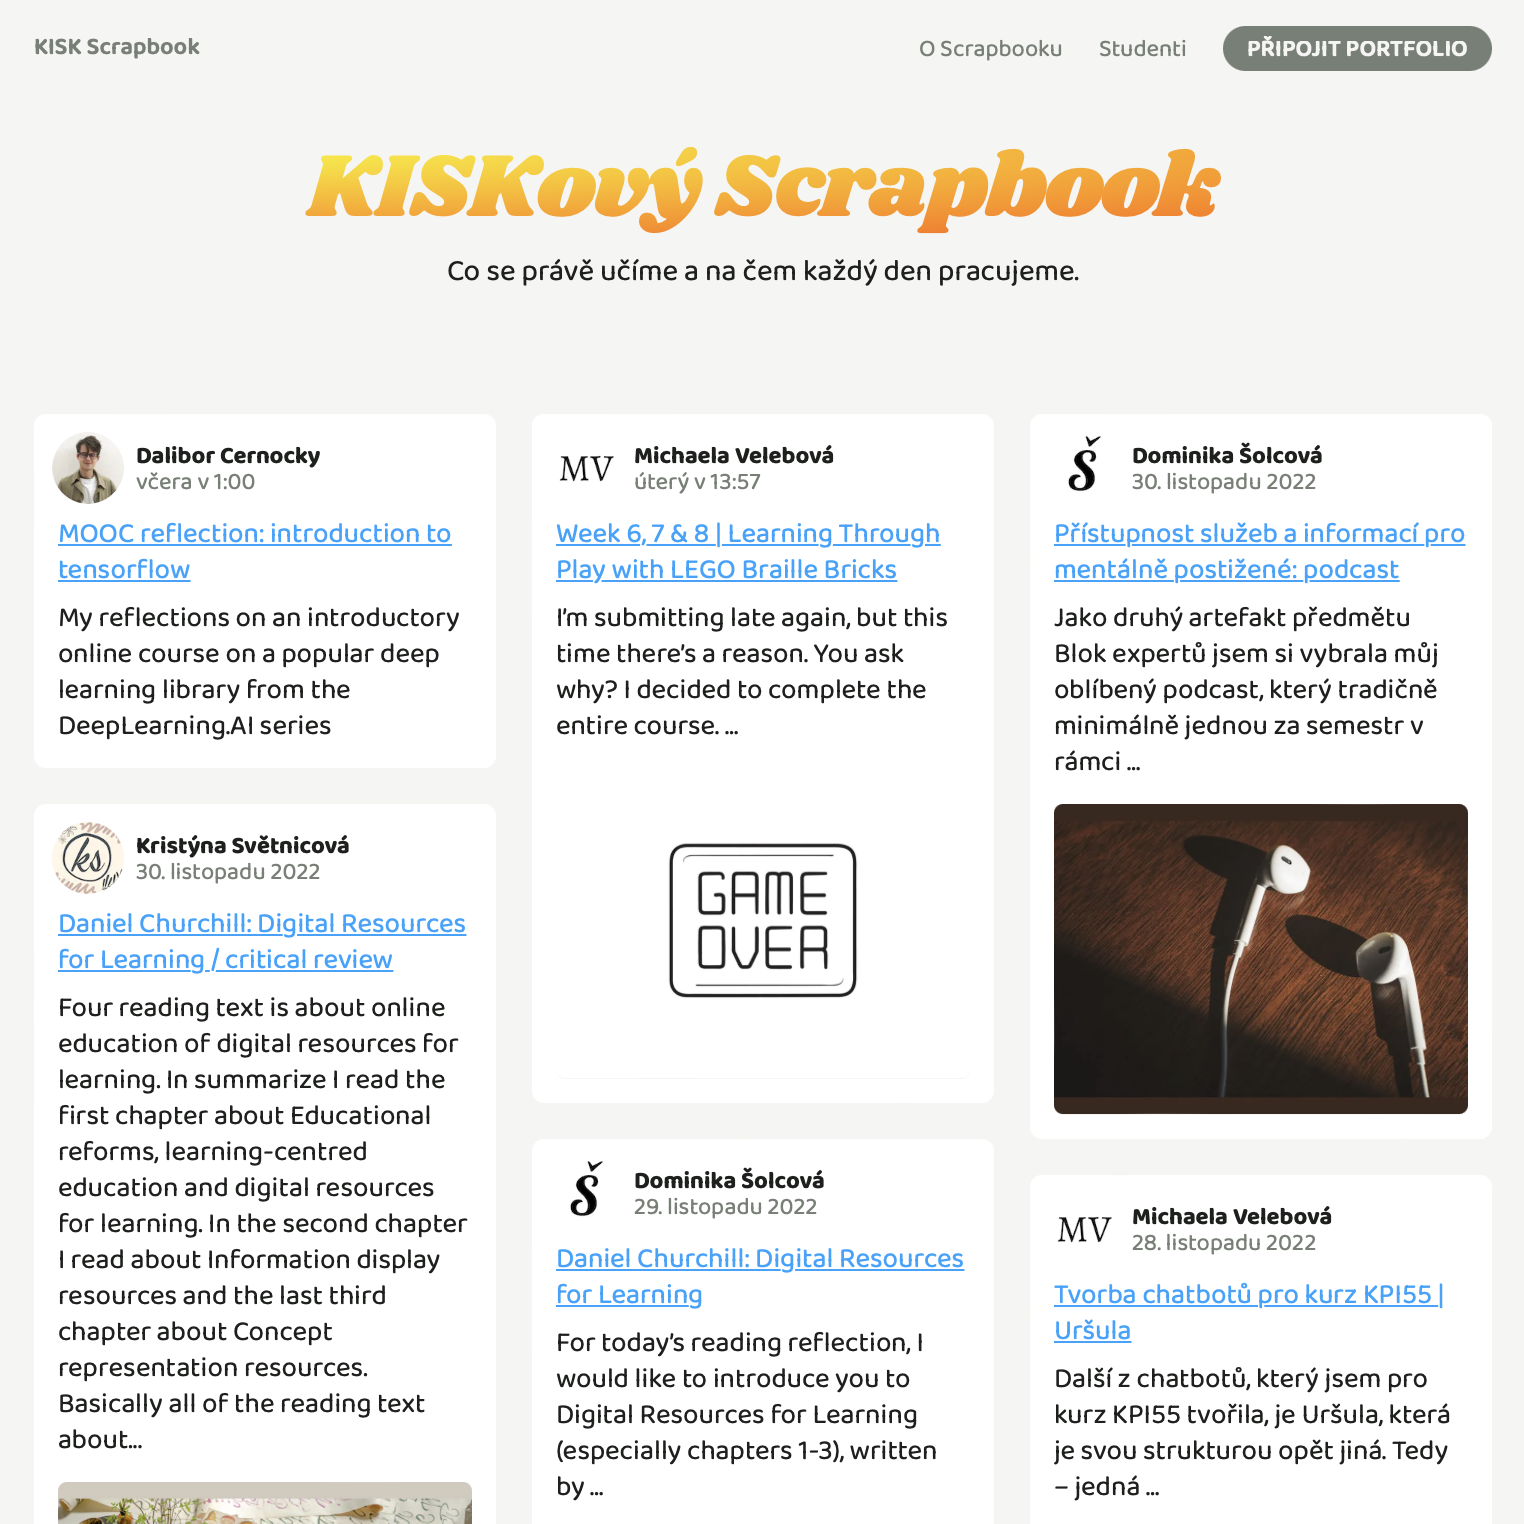 KISK Scrapbook
O Scrapbooku
Studenti
PŘIPOJIT PORTFOLIO
KISKový Scrapbook
Co se právě učíme a na čem každý den pracujeme.
Dalibor Cernocky
včera v 1:00
MOOC reflection: introduction to
tensorflow
My reflections on an introductory
online course on a popular deep
learning library from the
DeepLearning.AI series
ks
Kristýna Světnicová
30. listopadu 2022
Daniel Churchill: Digital Resources
for Learning / critical review
Four reading text is about online
education of digital resources for
learning. In summarize I read the
first chapter about Educational
reforms, learning-centred
education and digital resources
for learning. In the second chapter
I read about Information display
resources and the last third
chapter about Concept
representation resources.
Basically all of the reading text
about...
MV
Michaela Velebová
úterý v 13:57
Week 6, 7 & 8 | Learning Through
Play with LEGO Braille Bricks
I’m submitting late again, but this
time there’s a reason. You ask
why? I decided to complete the
entire course. ...
GAME
OVER
Š
Dominika Šolcová
29. listopadu 2022
Daniel Churchill: Digital Resources
for Learning
For today’s reading reflection, I
would like to introduce you to
Digital Resources for Learning
(especially chapters 1-3), written
by ...
Š
Dominika Šolcová
30. listopadu 2022
Přístupnost služeb a informací pro
mentálně postižené: podcast
Jako druhý artefakt předmětu
Blok expertů jsem si vybrala můj
oblíbený podcast, který tradičně
minimálně jednou za semestr v
rámci ...
MV
Michaela Velebová
28. listopadu 2022
Tvorba chatbotů pro kurz KPI55 |
Uršula
Další z chatbotů, který jsem pro
kurz KPI55 tvořila, je Uršula, která
je svou strukturou opět jiná. Tedy
– jedná ...